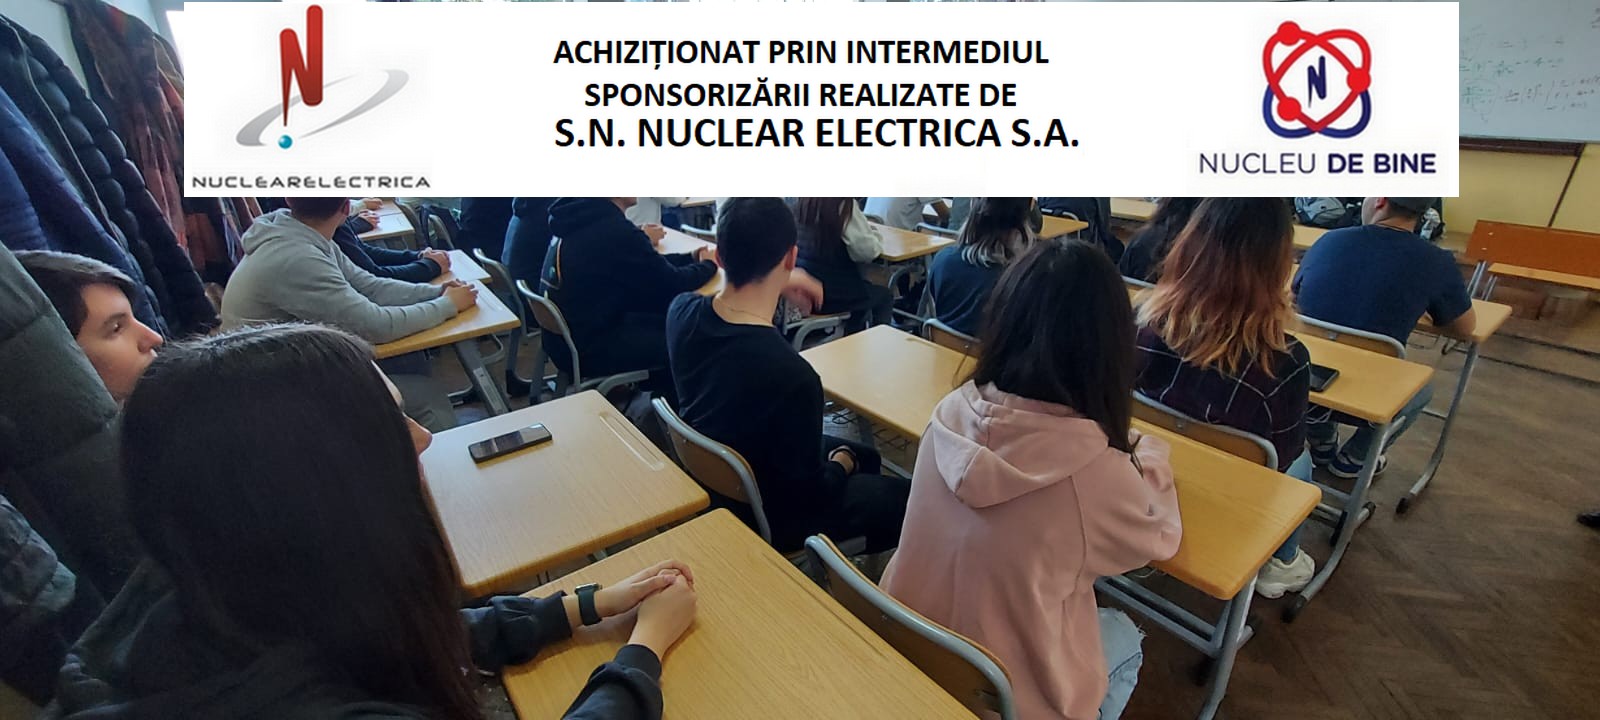 ACHIZIȚIONAT PRIN INTERMEDIUL
SPONSORIZĂRII REALIZATE DE
S.N. NUCLEAR ELECTRICA S.A.
NUCLEARELECTRICA
N
NUCLEU DE BINE